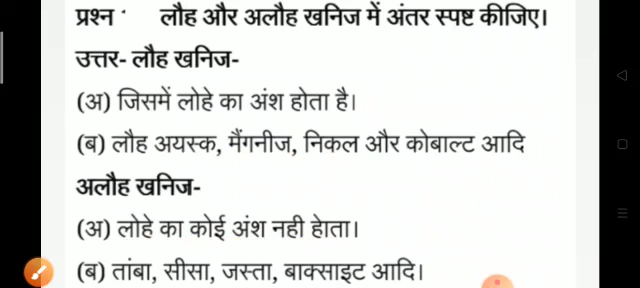 प्रश्न लौह और अलौह खनिज में अंतर स्पष्ट कीजिए।
उत्तर- लौह खनिज-
(अ) जिसमें लोहे का अंश होता है।
(ब) लौह अयस्क, मैंगनीज, निकल और कोबाल्ट आदि
अलौह खनिज-
(अ) लोहे का कोई अंश नही हेाता।
(ब) तांबा, सीसा, जस्ता, बाक्साइट आदि।